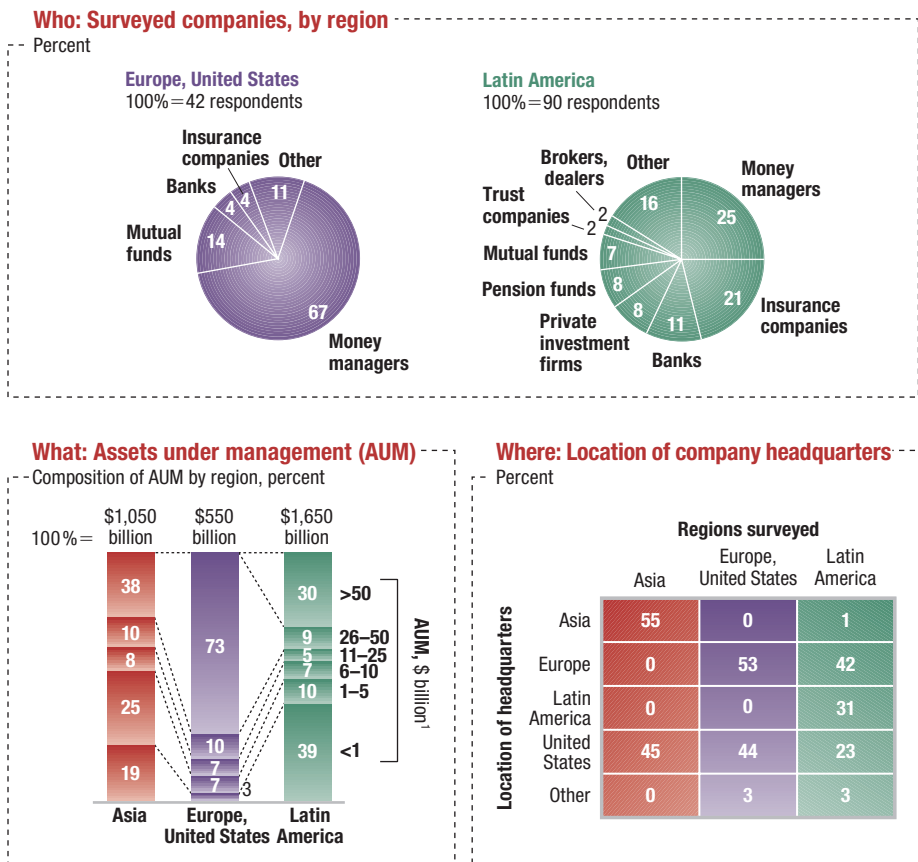 Who: Surveyed companies, by region
Percent
Europe, United States
100%=42 respondents
Insurance
companies
Other
Banks
Mutual
funds
11
4
4
14
67
Money
managers
Latin America
100%=90 respondents
Brokers,
dealers
Other
Money
managers
Trust
companies
Mutual funds
Pension funds
Private
investment
firms
Banks
Insurance
companies
16
25
2
2
7
8
8
11
21
What: Assets under management (AUM)
Composition of AUM by region, percent
100%=
$1,050
billion
$550
billion
$1,650
billion
38
10
8
25
19
73
10
7
7
3
30
9
5
7
10
39
>50
26–50
11–25
6–10
1–5
<1
AUM, $ billion¹
Asia
Europe,
United States
Latin
America
Where: Location of company headquarters
Percent
Regions surveyed
Asia
Europe,
United States
Latin
America
Location of headquarters
Asia 55 0 1
Europe 0 53 42
Latin
America 0 0 31
United
States 45 44 23
Other 0 3 3